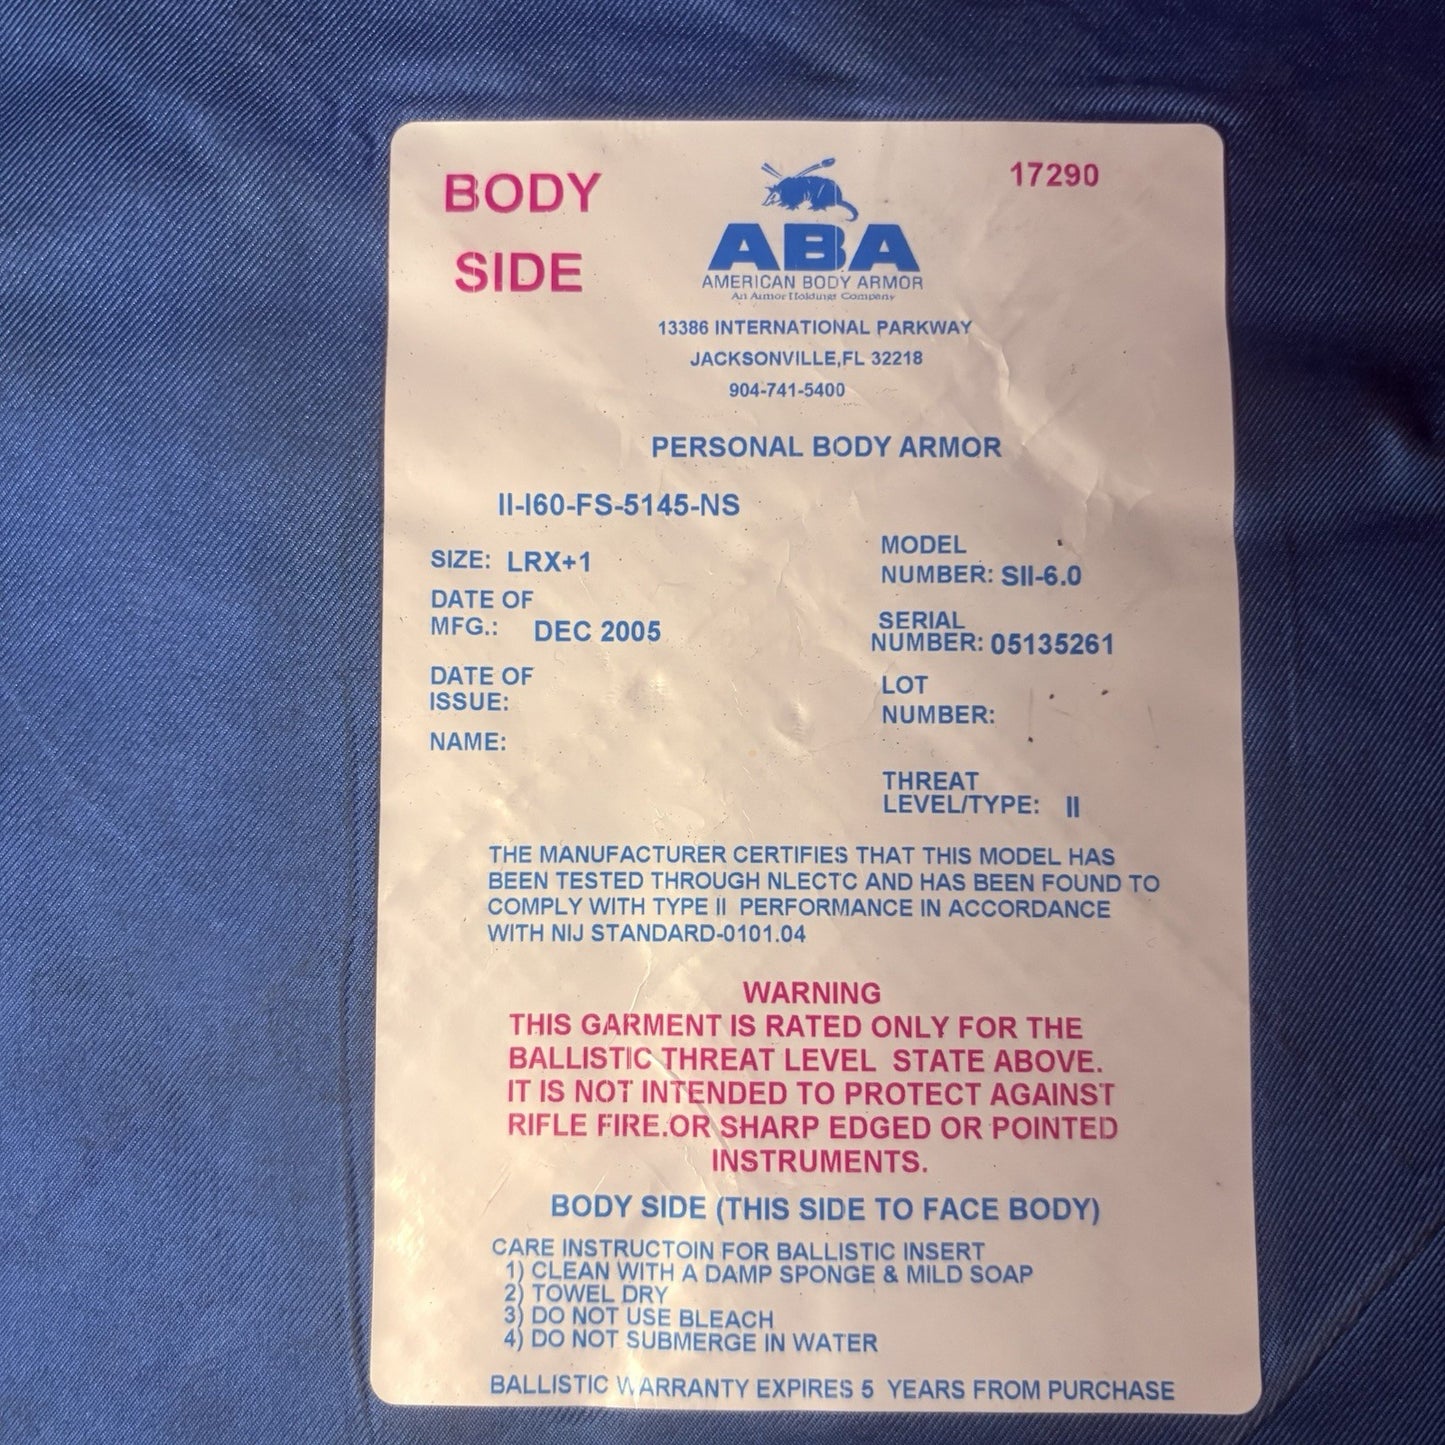 BODY
SIDE
17290
ABA
AMERICAN BODY ARMOR
An Armor Holdings Company
13386 INTERNATIONAL PARKWAY
JACKSONVILLE,FL 32218
904-741-5400
PERSONAL BODY ARMOR
II-I60-FS-5145-NS
SIZE: LRX+1
DATE OF
MFG.: DEC 2005
DATE OF
ISSUE:
NAME:
MODEL
NUMBER: SII-6.0
SERIAL
NUMBER: 05135261
LOT
NUMBER:
THREAT
LEVEL/TYPE: II
THE MANUFACTURER CERTIFIES THAT THIS MODEL HAS
BEEN TESTED THROUGH NLECTC AND HAS BEEN FOUND TO
COMPLY WITH TYPE II PERFORMANCE IN ACCORDANCE
WITH NIJ STANDARD-0101.04
WARNING
THIS GARMENT IS RATED ONLY FOR THE
BALLISTIC THREAT LEVEL STATE ABOVE.
IT IS NOT INTENDED TO PROTECT AGAINST
RIFLE FIRE.OR SHARP EDGED OR POINTED
INSTRUMENTS.
BODY SIDE (THIS SIDE TO FACE BODY)
CARE INSTRUCTOIN FOR BALLISTIC INSERT
1) CLEAN WITH A DAMP SPONGE & MILD SOAP
2) TOWEL DRY
3) DO NOT USE BLEACH
4) DO NOT SUBMERGE IN WATER
BALLISTIC WARRANTY EXPIRES 5 YEARS FROM PURCHASE